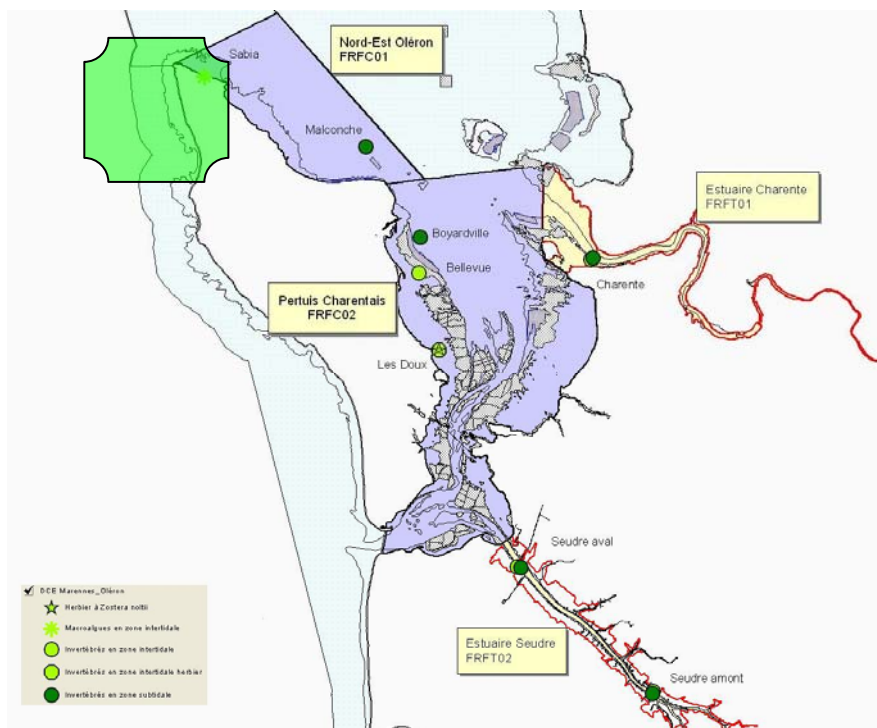 Nord-Est Oléron
FRFC01
Sabia
Malconche
Estuaire Charente
FRFT01
Boyardville
Bellevue
Charente
Pertuis Charentais
FRFC02
Les Doux
Seudre aval
Estuaire Seudre
FRFT02
Seudre amont
DCE Marennes_Oléron
Herbier à Zostera noltii
Macroalgues en zone intertidale
Invertébrés en zone intertidale
Invertébrés en zone intertidale herbier
Invertébrés en zone subtidale